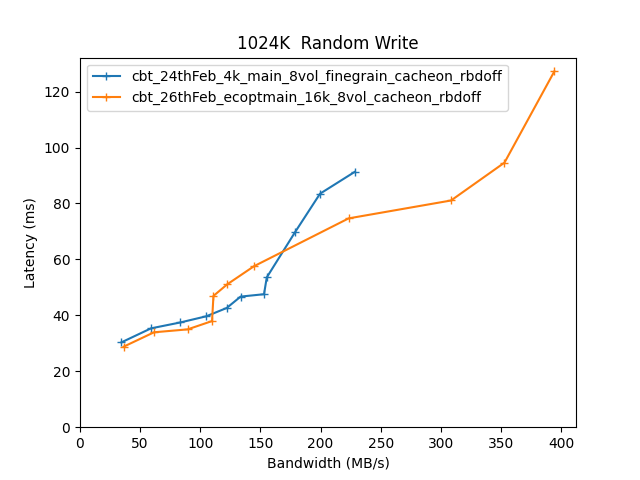 1024K  Random Write
cbt_24thFeb_4k_main_8vol_finegrain_cacheon_rbdoff
cbt_26thFeb_ecoptmain_16k_8vol_cacheon_rbdoff
120
100
80
60
40
20
0
Latency (ms)
0 50 100 150 200 250 300 350 400
Bandwidth (MB/s)